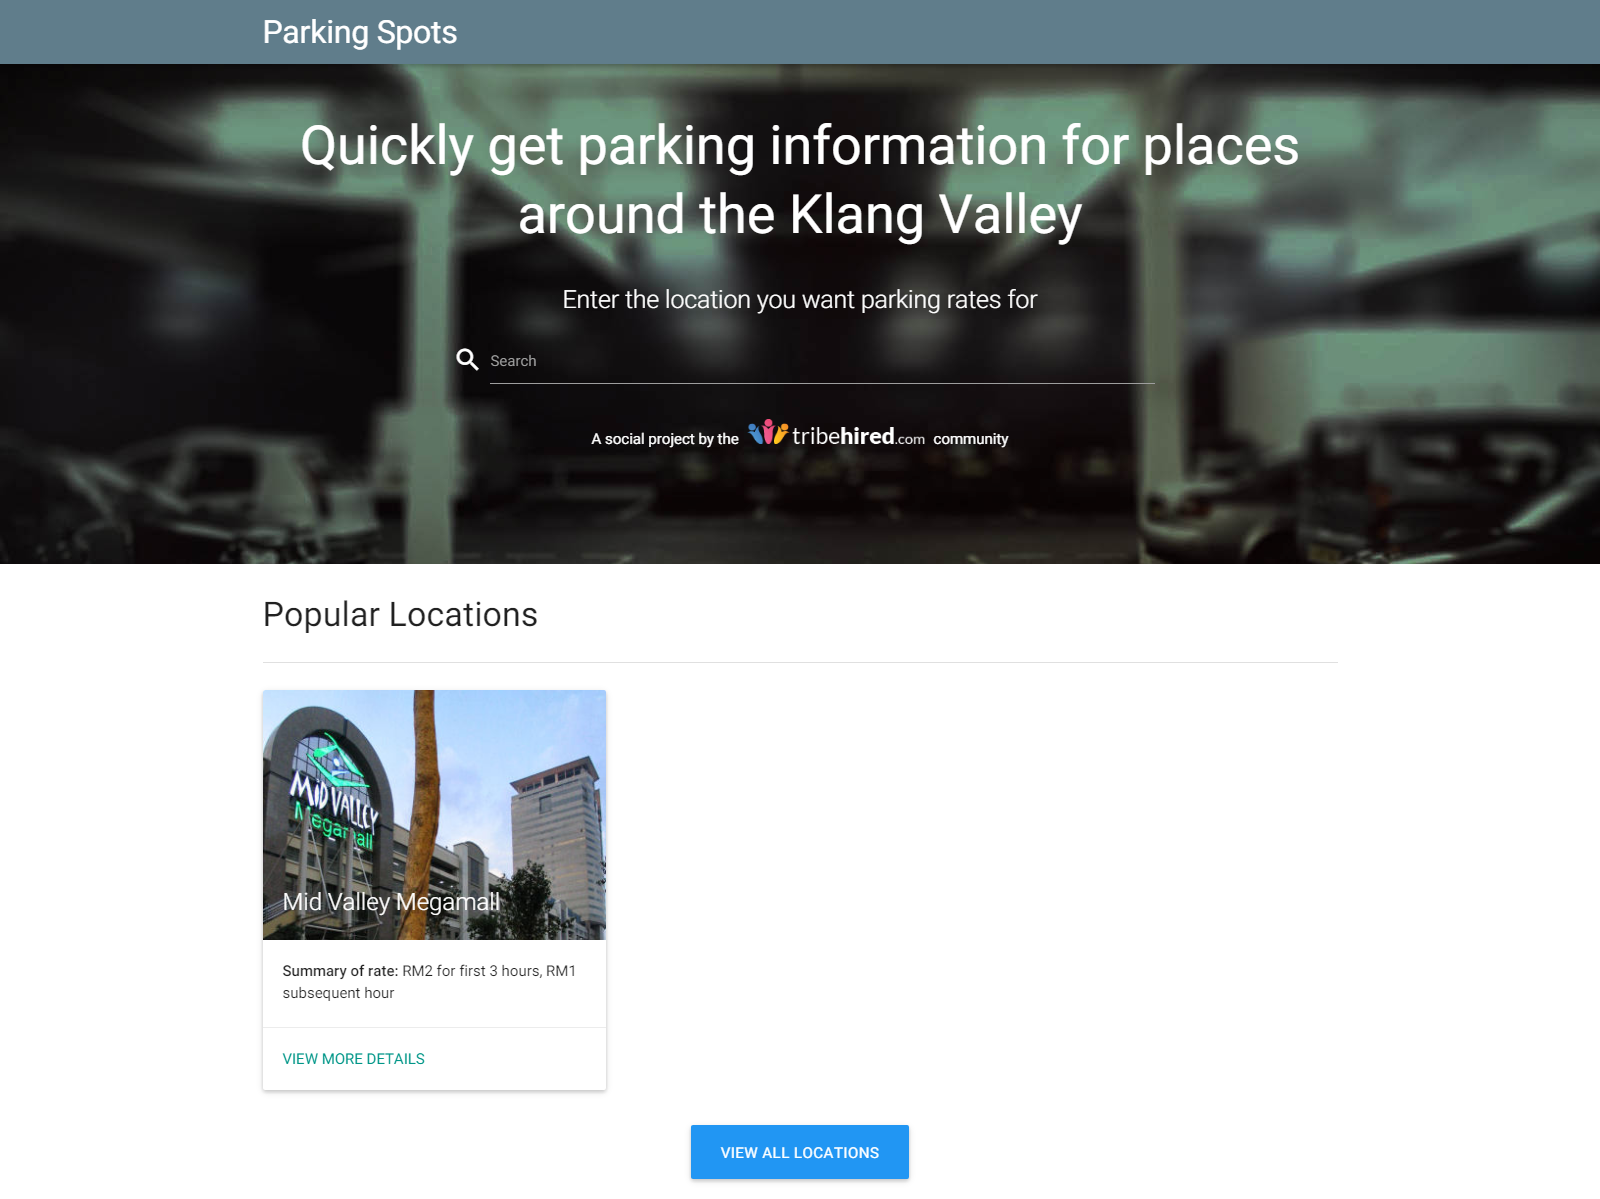 Parking Spots
Quickly get parking information for places
around the Klang Valley
Enter the location you want parking rates for
Search
A social project by the tribehired.com community
Popular Locations
MID VALLEY
Megamall
Mid Valley Megamall
Summary of rate: RM2 for first 3 hours, RM1
subsequent hour
VIEW MORE DETAILS
VIEW ALL LOCATIONS